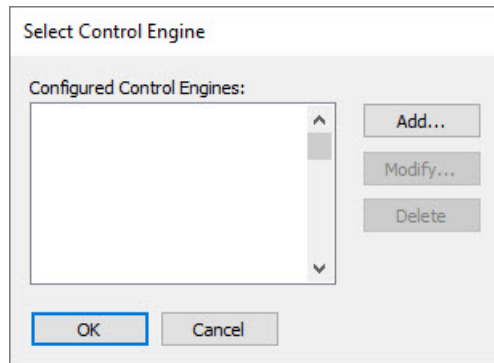 Select Control Engine
Configured Control Engines:
Add...
Modify...
Delete
OK
Cancel